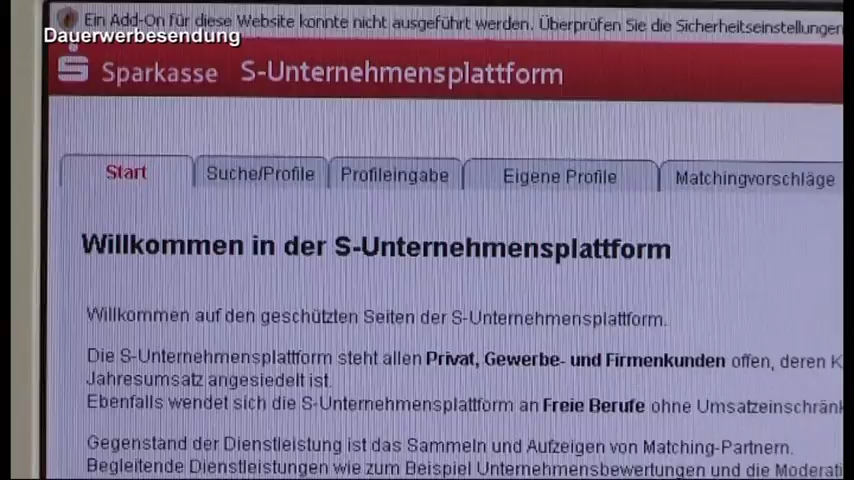 Ein Add-On für diese Website konnte nicht ausgeführt werden. Überprüfen Sie die Sicherheitseinstellungen
Dauerwerbesendung
Sparkasse S-Unternehmensplattform
Start Suche/Profile Profileingabe Eigene Profile Matchingvorschläge
Willkommen in der S-Unternehmensplattform
Willkommen auf den geschützten Seiten der S-Unternehmensplattform.
Die S-Unternehmensplattform steht allen Privat, Gewerbe- und Firmenkunden offen, deren K
Jahresumsatz angesiedelt ist.
Ebenfalls wendet sich die S-Unternehmensplattform an Freie Berufe ohne Umsatzeinschränk
Gegenstand der Dienstleistung ist das Sammeln und Aufzeigen von Matching-Partnern.
Begleitende Dienstleistungen wie zum Beispiel Unternehmensbewertungen und die Moderati